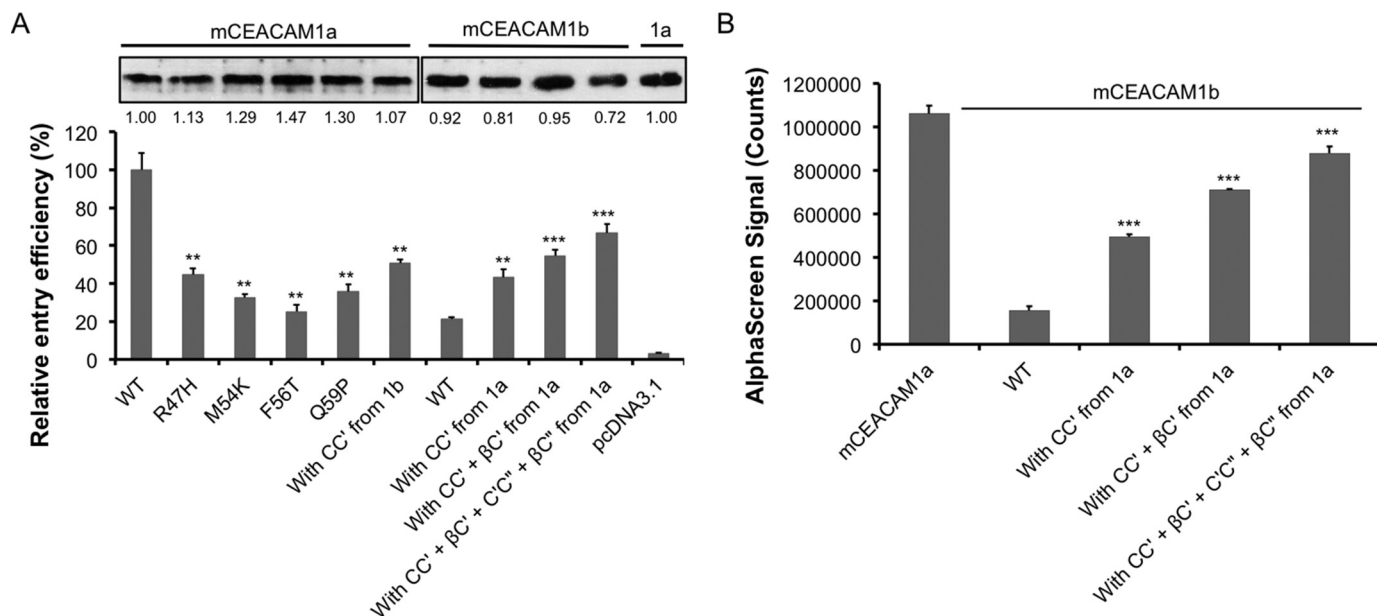 A
mCEACAM1a
mCEACAM1b
1a
1.00 1.13 1.29 1.47 1.30 1.07 0.92 0.81 0.95 0.72 1.00
Relative entry efficiency (%)
120
100
80
60
40
20
0
** ** ** ** ** ** *** ***
WT
R47H
M54K
F56T
Q59P
With CC' from 1b
WT
With CC' from 1a
With CC' + βC' from 1a
With CC' + βC' + C'C" + βC" from 1a
pcDNA3.1
B
mCEACAM1b
AlphaScreen Signal (Counts)
1200000
1000000
800000
600000
400000
200000
0
*** *** ***
mCEACAM1a
WT
With CC' from 1a
With CC' + βC' from 1a
With CC' + βC' + C'C" + βC" from 1a